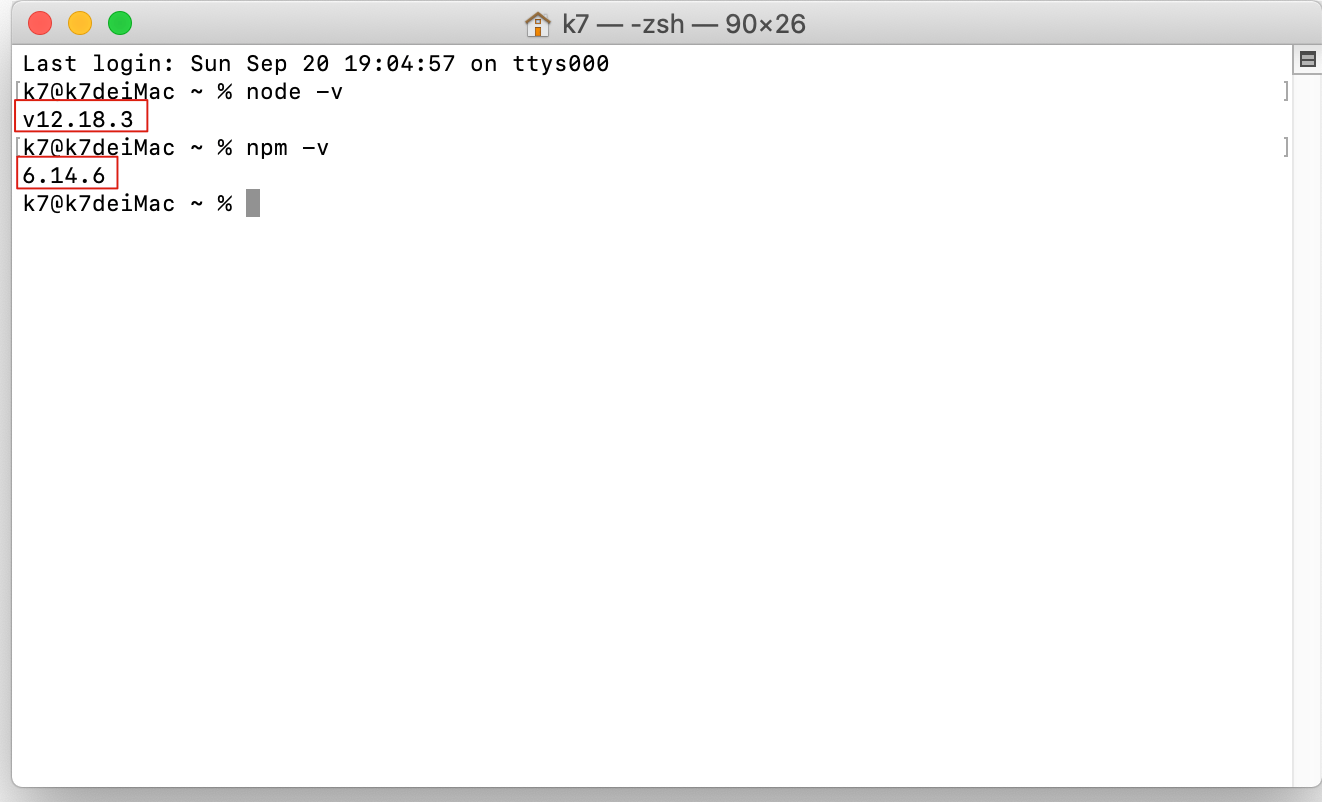 k7 — -zsh — 90×26
Last login: Sun Sep 20 19:04:57 on ttys000
[k7@k7deiMac ~ % node -v ]
v12.18.3
[k7@k7deiMac ~ % npm -v ]
6.14.6
k7@k7deiMac ~ %